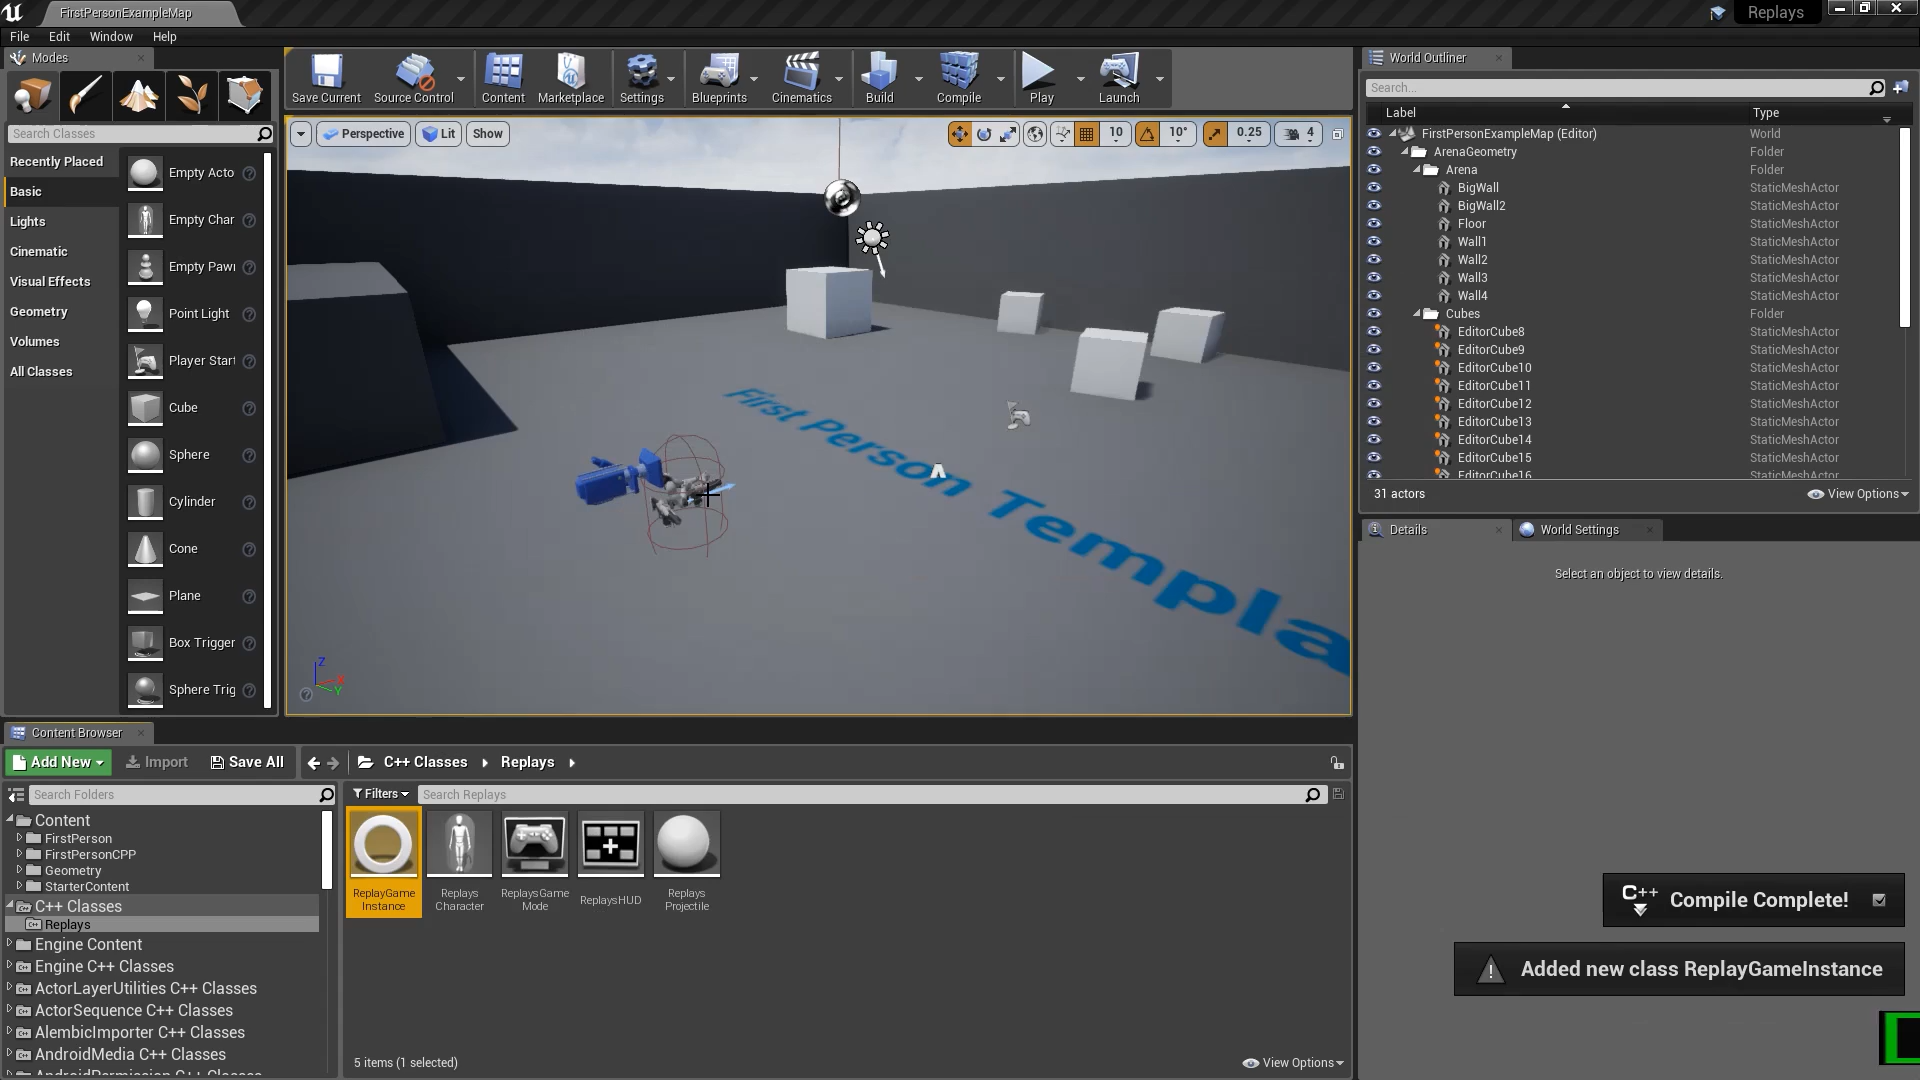 FirstPersonExampleMap
Replays
File Edit Window Help
Modes
Save Current
Source Control
Content
Marketplace
Settings
Blueprints
Cinematics
Build
Compile
Play
Launch
World Outliner
Search...
Label
Type
Search Classes
Recently Placed
Basic
Lights
Cinematic
Visual Effects
Geometry
Volumes
All Classes
Empty Acto
Empty Char
Empty Pawn
Point Light
Player Start
Cube
Sphere
Cylinder
Cone
Plane
Box Trigger
Sphere Trig
Perspective
Lit
Show
10
10°
0.25
4
First Person Templa
Z
X
Y
FirstPersonExampleMap (Editor) World
ArenaGeometry Folder
Arena Folder
BigWall StaticMeshActor
BigWall2 StaticMeshActor
Floor StaticMeshActor
Wall1 StaticMeshActor
Wall2 StaticMeshActor
Wall3 StaticMeshActor
Wall4 StaticMeshActor
Cubes Folder
EditorCube8 StaticMeshActor
EditorCube9 StaticMeshActor
EditorCube10 StaticMeshActor
EditorCube11 StaticMeshActor
EditorCube12 StaticMeshActor
EditorCube13 StaticMeshActor
EditorCube14 StaticMeshActor
EditorCube15 StaticMeshActor
EditorCube16 StaticMeshActor
31 actors
View Options
Details
World Settings
Select an object to view details.
Content Browser
Add New
Import
Save All
C++ Classes
Replays
Search Folders
Filters
Search Replays
Content
FirstPerson
FirstPersonCPP
Geometry
StarterContent
C++ Classes
Replays
Engine Content
Engine C++ Classes
ActorLayerUtilities C++ Classes
ActorSequence C++ Classes
AlembicImporter C++ Classes
AndroidMedia C++ Classes
AndroidPermission C++ Classes
ReplayGame
Instance
Replays
Character
ReplaysGame
Mode
ReplaysHUD
Replays
Projectile
5 items (1 selected)
View Options
C++
Compile Complete!
Added new class ReplayGameInstance